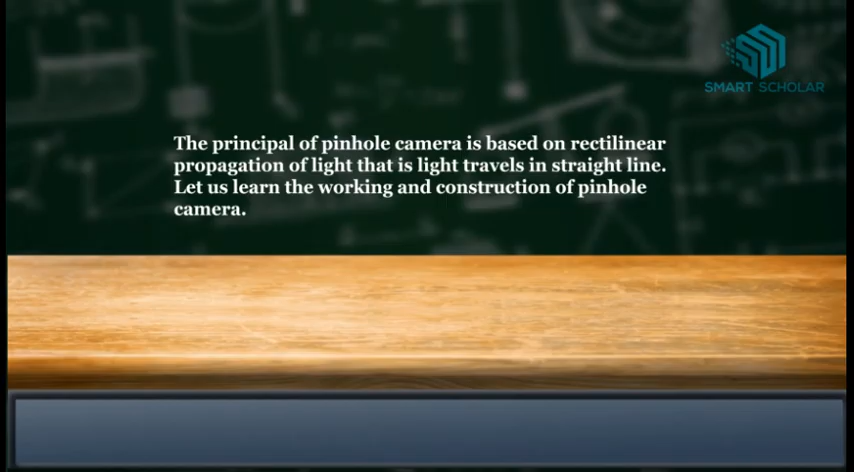 SMART SCHOLAR
The principal of pinhole camera is based on rectilinear
propagation of light that is light travels in straight line.
Let us learn the working and construction of pinhole
camera.